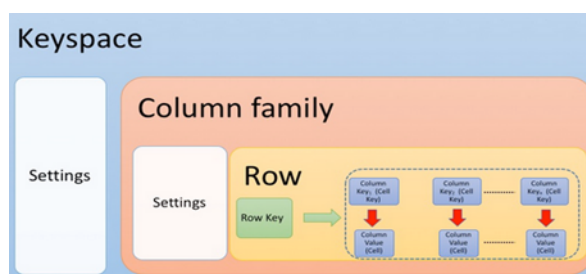 Keyspace
Column family
Settings
Settings
Row
Row Key
Column
Key₁ (Cell
Key)
Column
Key₂ (Cell
Key)
Column
Keyₙ (Cell
Key)
Column
Value
(Cell)
Column
Value
(Cell)
Column
Value
(Cell)